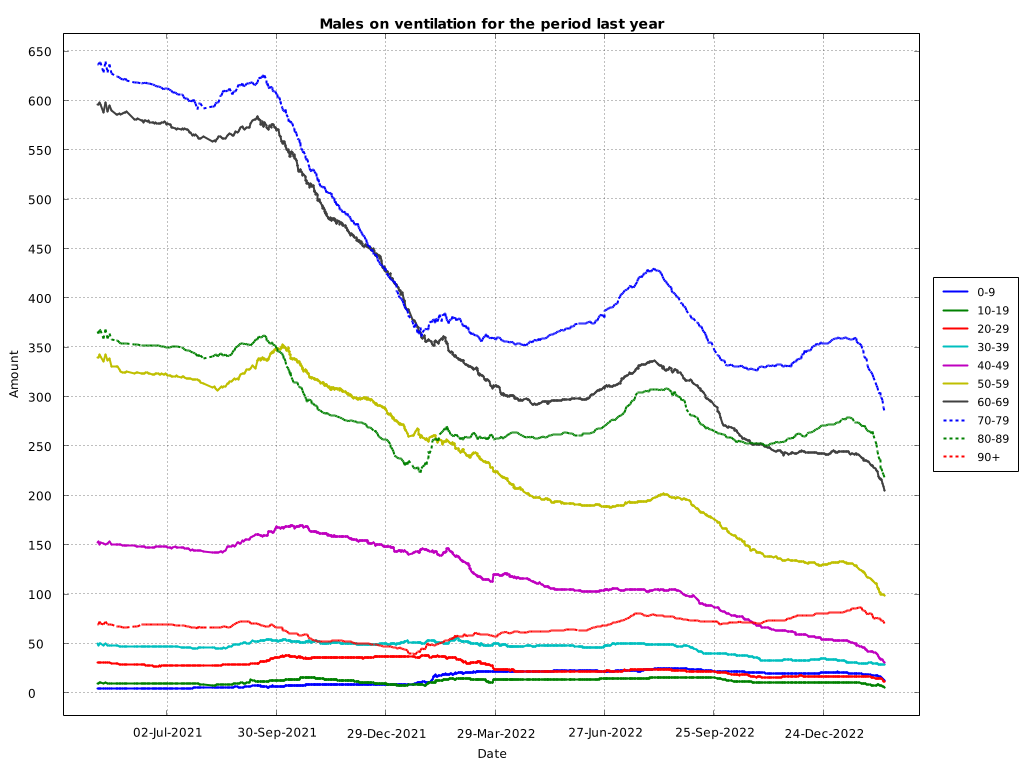 Males on ventilation for the period last year
Amount
650
600
550
500
450
400
350
300
250
200
150
100
50
0
02-Jul-2021
30-Sep-2021
29-Dec-2021
29-Mar-2022
27-Jun-2022
25-Sep-2022
24-Dec-2022
Date
0-9
10-19
20-29
30-39
40-49
50-59
60-69
70-79
80-89
90+